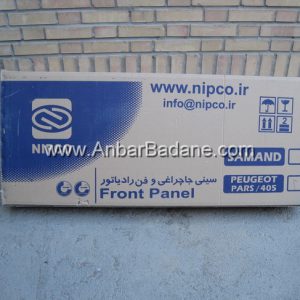 www.nipco.ir
info@nipco.ir
NIPCO
www.AnbarBadane.com
SAMAND
سینی جاچراغی و فن رادیاتور
Front Panel
PEUGEOT
PARS / 405
2